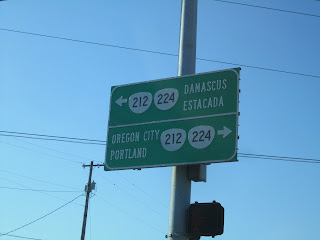 212 224 DAMASCUS
ESTACADA
OREGON CITY 212 224
PORTLAND